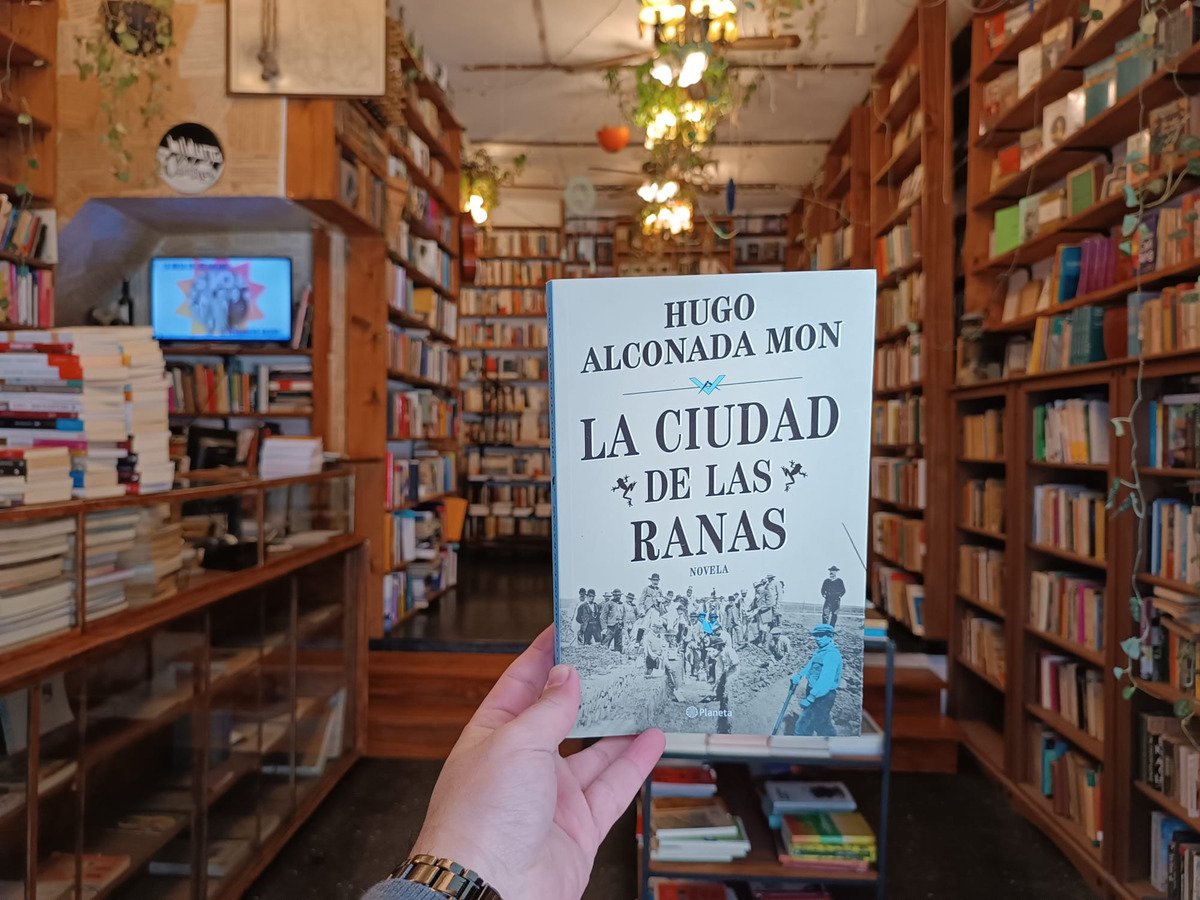 HUGO
ALCONADA MON
LA CIUDAD
DE LAS
RANAS
NOVELA
Planeta